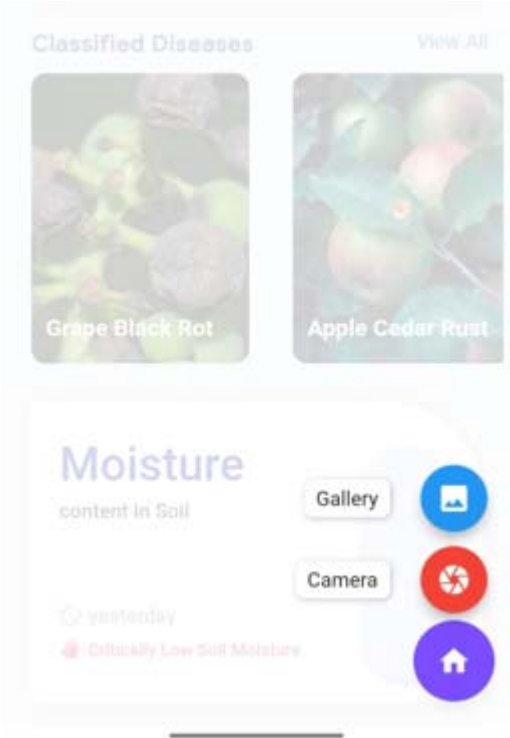 Classified Diseases
View All
Grape Black Rot
Apple Cedar Rust
Moisture
content in Soil
Gallery
Camera
yesterday
Critically Low Soil Moisture